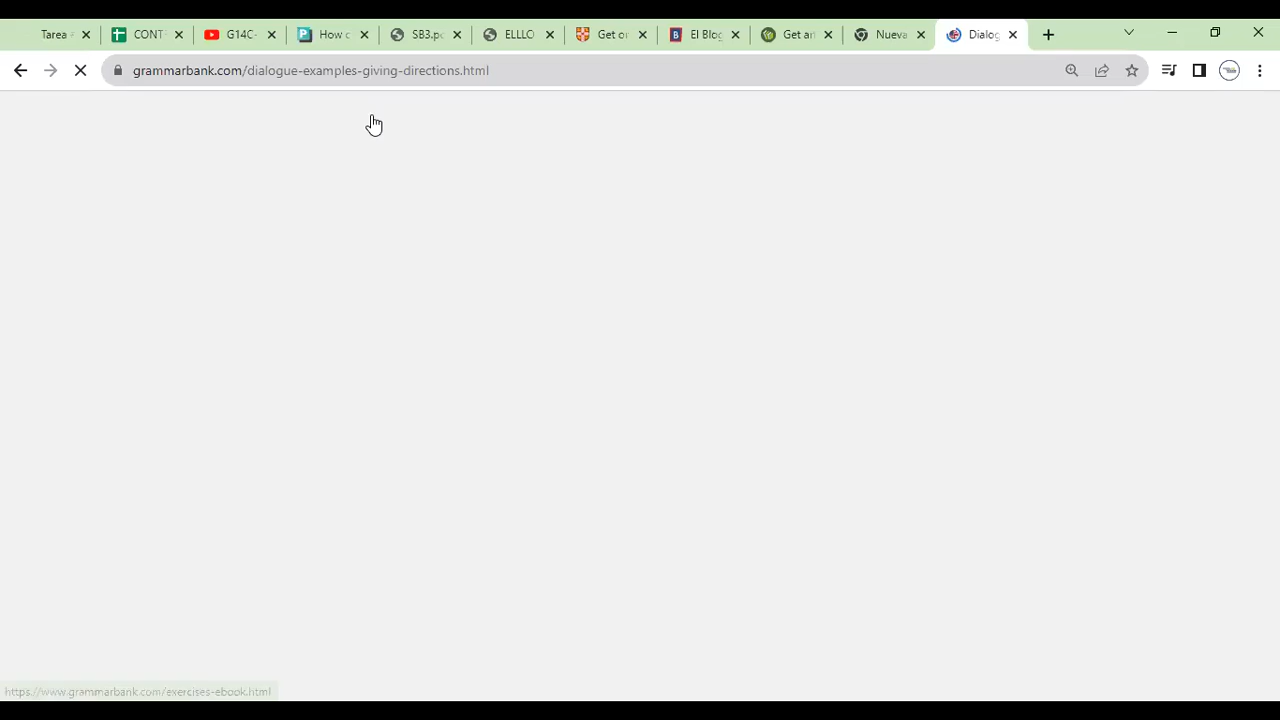 Tarea
CONT
G14C-
How c
SB3.pc
ELLLO
Get o
El Blog
Get ar
Nueva
Dialog
grammarbank.com/dialogue-examples-giving-directions.html
https://www.grammarbank.com/exercises-ebook.html